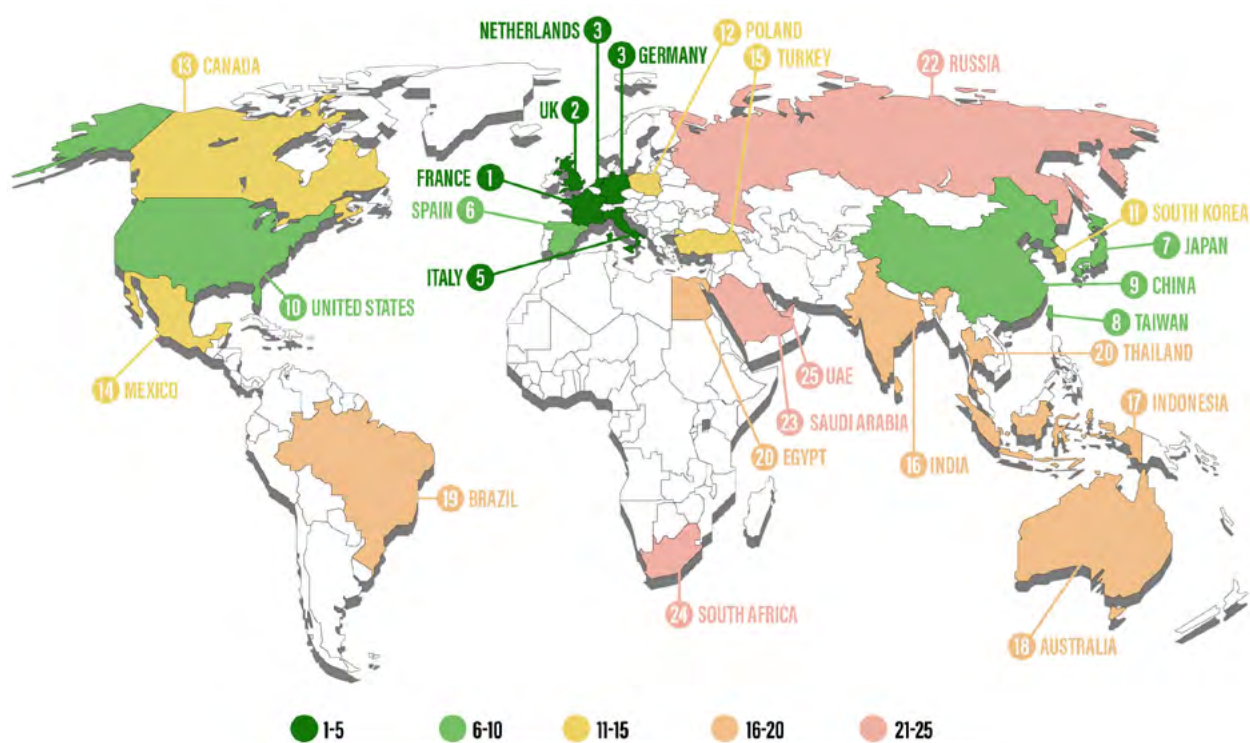 NETHERLANDS 3
12 POLAND
3 GERMANY
15 TURKEY
13 CANADA
22 RUSSIA
UK 2
FRANCE 1
SPAIN 6
11 SOUTH KOREA
7 JAPAN
ITALY 5
9 CHINA
10 UNITED STATES
8 TAIWAN
20 THAILAND
25 UAE
14 MEXICO
17 INDONESIA
23 SAUDI ARABIA
20 EGYPT
16 INDIA
19 BRAZIL
24 SOUTH AFRICA
18 AUSTRALIA
1-5
6-10
11-15
16-20
21-25